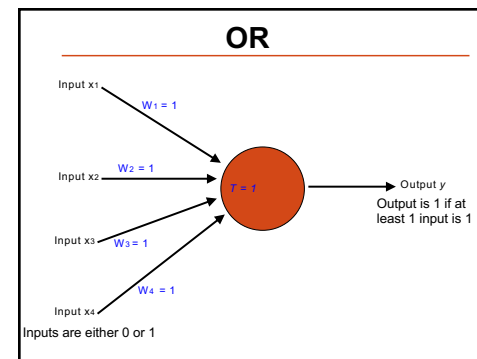 OR
Input x1
W1 = 1
Input x2
W2 = 1
T = 1
Output y
Output is 1 if at
least 1 input is 1
Input x3
W3 = 1
W4 = 1
Input x4
Inputs are either 0 or 1